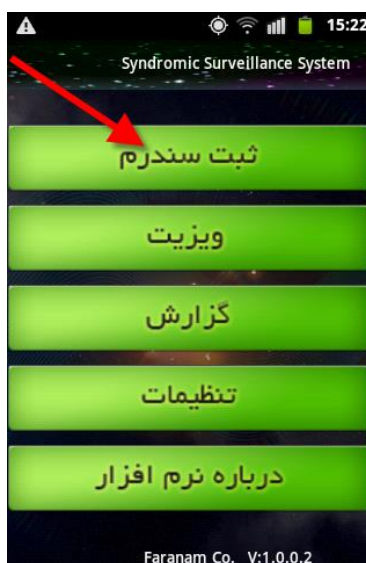 15:22
Syndromic Surveillance System
ثبت سندرم
ویزیت
گزارش
تنظیمات
درباره نرم افزار
Faranam Co. V:1.0.0.2